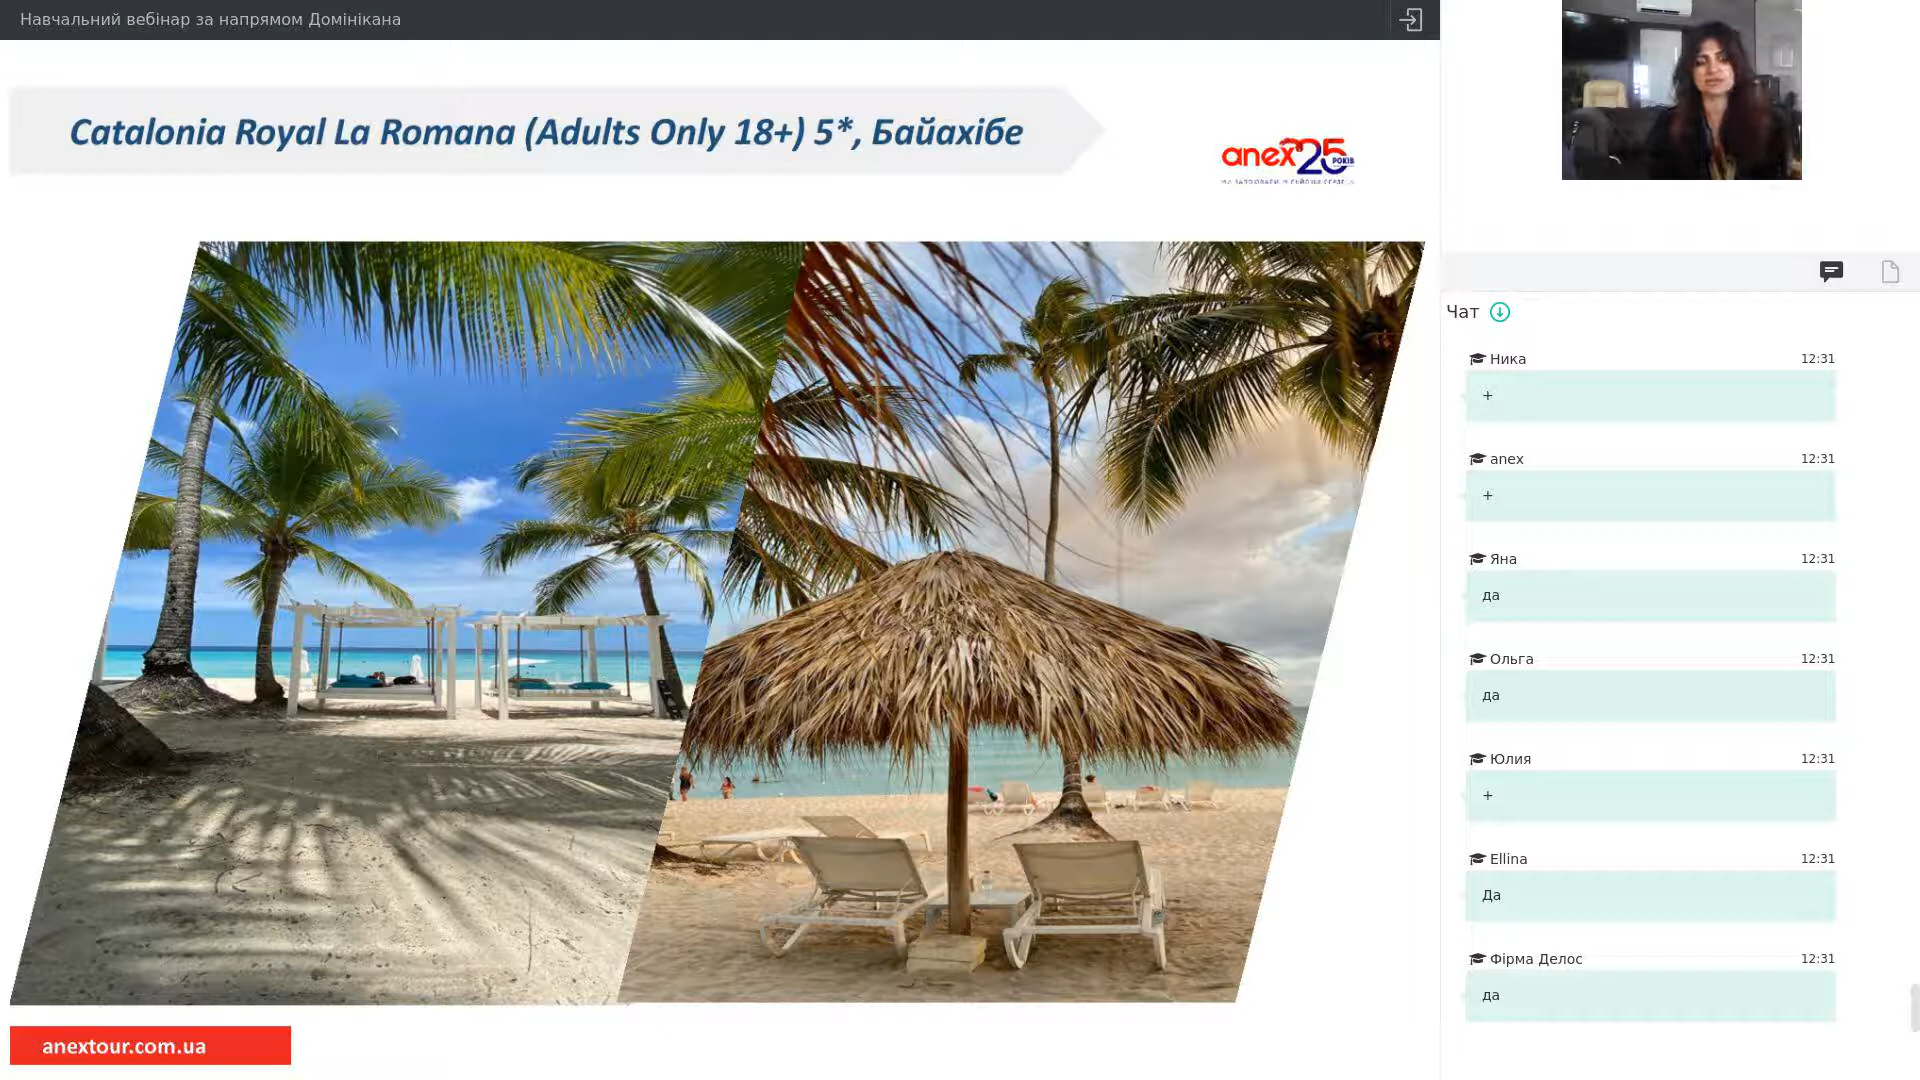 Навчальний вебінар за напрямом Домінікана
Catalonia Royal La Romana (Adults Only 18+) 5*, Байахібе
anex 25 РОКІВ
anextour.com.ua
Чат
Ника 12:31
+
anex 12:31
+
Яна 12:31
да
Ольга 12:31
да
Юлия 12:31
+
Ellina 12:31
Да
Фірма Делос 12:31
да